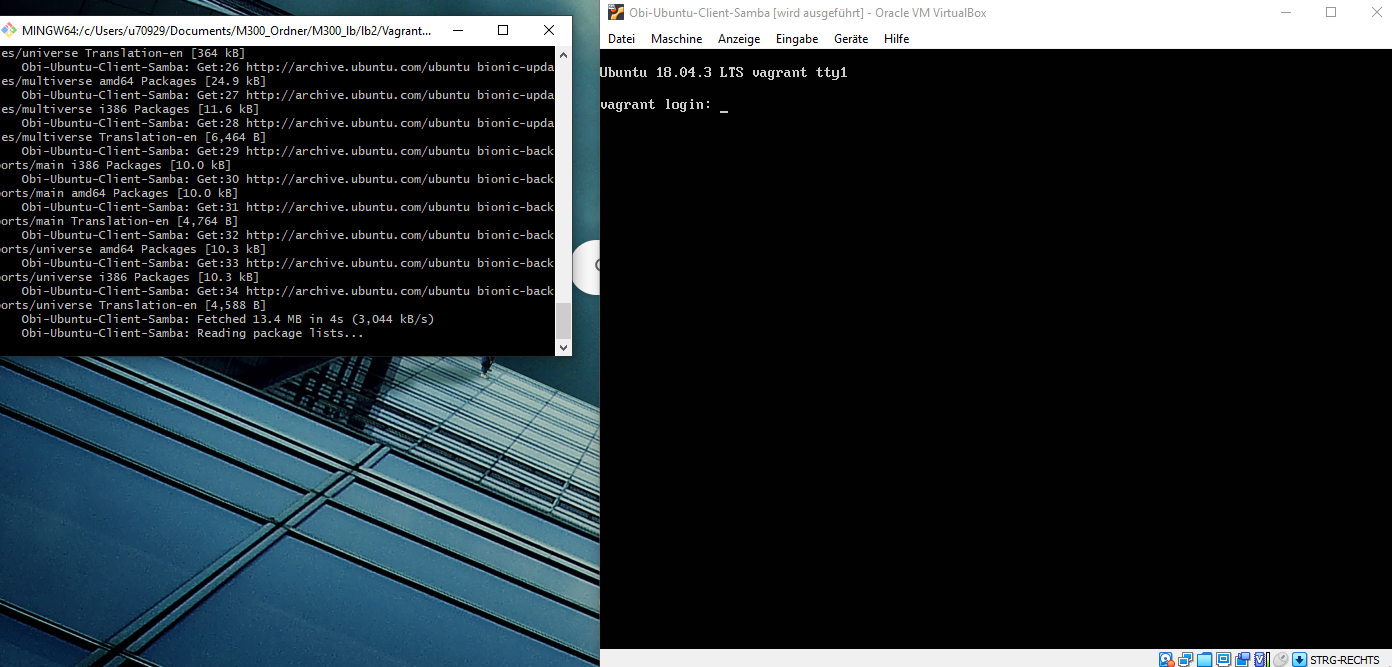 MINGW64:/c/Users/u70929/Documents/M300_Ordner/M300_lb/lb2/Vagrant...
es/universe Translation-en [364 kB]
Obi-Ubuntu-Client-Samba: Get:26 http://archive.ubuntu.com/ubuntu bionic-upda
es/multiverse amd64 Packages [24.9 kB]
Obi-Ubuntu-Client-Samba: Get:27 http://archive.ubuntu.com/ubuntu bionic-upda
es/multiverse i386 Packages [11.6 kB]
Obi-Ubuntu-Client-Samba: Get:28 http://archive.ubuntu.com/ubuntu bionic-upda
es/multiverse Translation-en [6,464 B]
Obi-Ubuntu-Client-Samba: Get:29 http://archive.ubuntu.com/ubuntu bionic-back
ports/main i386 Packages [10.0 kB]
Obi-Ubuntu-Client-Samba: Get:30 http://archive.ubuntu.com/ubuntu bionic-back
ports/main amd64 Packages [10.0 kB]
Obi-Ubuntu-Client-Samba: Get:31 http://archive.ubuntu.com/ubuntu bionic-back
ports/main Translation-en [4,764 B]
Obi-Ubuntu-Client-Samba: Get:32 http://archive.ubuntu.com/ubuntu bionic-back
ports/universe amd64 Packages [10.3 kB]
Obi-Ubuntu-Client-Samba: Get:33 http://archive.ubuntu.com/ubuntu bionic-back
ports/universe i386 Packages [10.3 kB]
Obi-Ubuntu-Client-Samba: Get:34 http://archive.ubuntu.com/ubuntu bionic-back
ports/universe Translation-en [4,588 B]
Obi-Ubuntu-Client-Samba: Fetched 13.4 MB in 4s (3,044 kB/s)
Obi-Ubuntu-Client-Samba: Reading package lists...
Obi-Ubuntu-Client-Samba [wird ausgeführt] - Oracle VM VirtualBox
Datei Maschine Anzeige Eingabe Geräte Hilfe
Ubuntu 18.04.3 LTS vagrant tty1
vagrant login: _
STRG-RECHTS